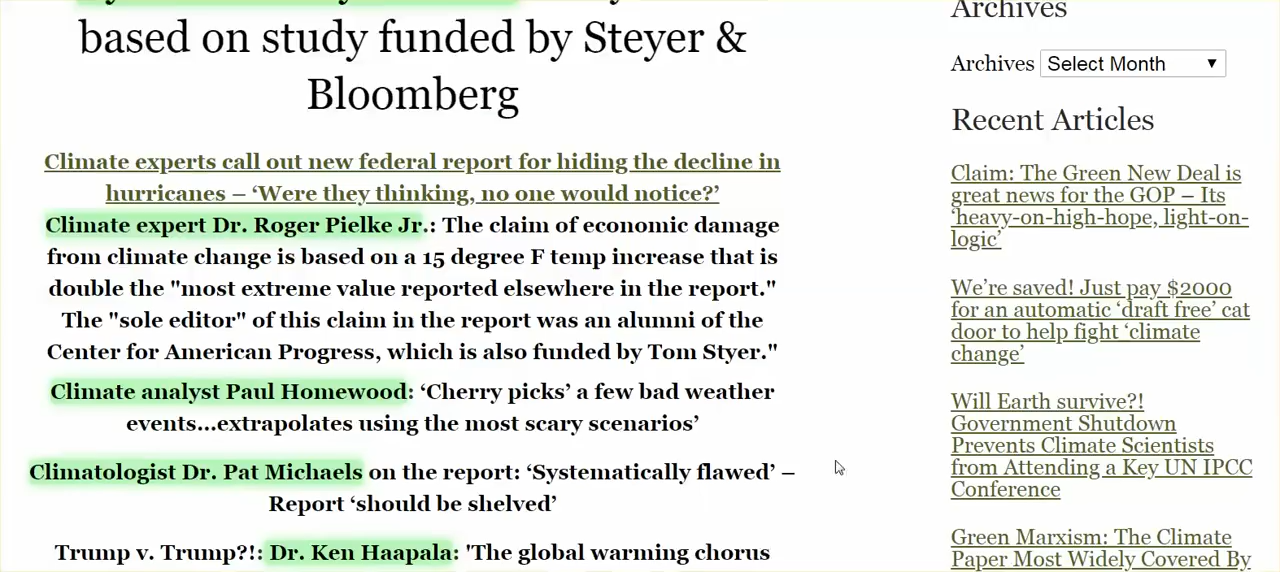 based on study funded by Steyer &
Bloomberg
Climate experts call out new federal report for hiding the decline in
hurricanes – ‘Were they thinking, no one would notice?’
Climate expert Dr. Roger Pielke Jr.: The claim of economic damage
from climate change is based on a 15 degree F temp increase that is
double the "most extreme value reported elsewhere in the report."
The "sole editor" of this claim in the report was an alumni of the
Center for American Progress, which is also funded by Tom Styer."
Climate analyst Paul Homewood: ‘Cherry picks’ a few bad weather
events…extrapolates using the most scary scenarios’
Climatologist Dr. Pat Michaels on the report: ‘Systematically flawed’ –
Report ‘should be shelved’
Trump v. Trump?!: Dr. Ken Haapala: 'The global warming chorus
Archives
Archives Select Month
Recent Articles
Claim: The Green New Deal is
great news for the GOP – Its
‘heavy-on-high-hope, light-on-
logic’
We’re saved! Just pay $2000
for an automatic ‘draft free’ cat
door to help fight ‘climate
change’
Will Earth survive?!
Government Shutdown
Prevents Climate Scientists
from Attending a Key UN IPCC
Conference
Green Marxism: The Climate
Paper Most Widely Covered By